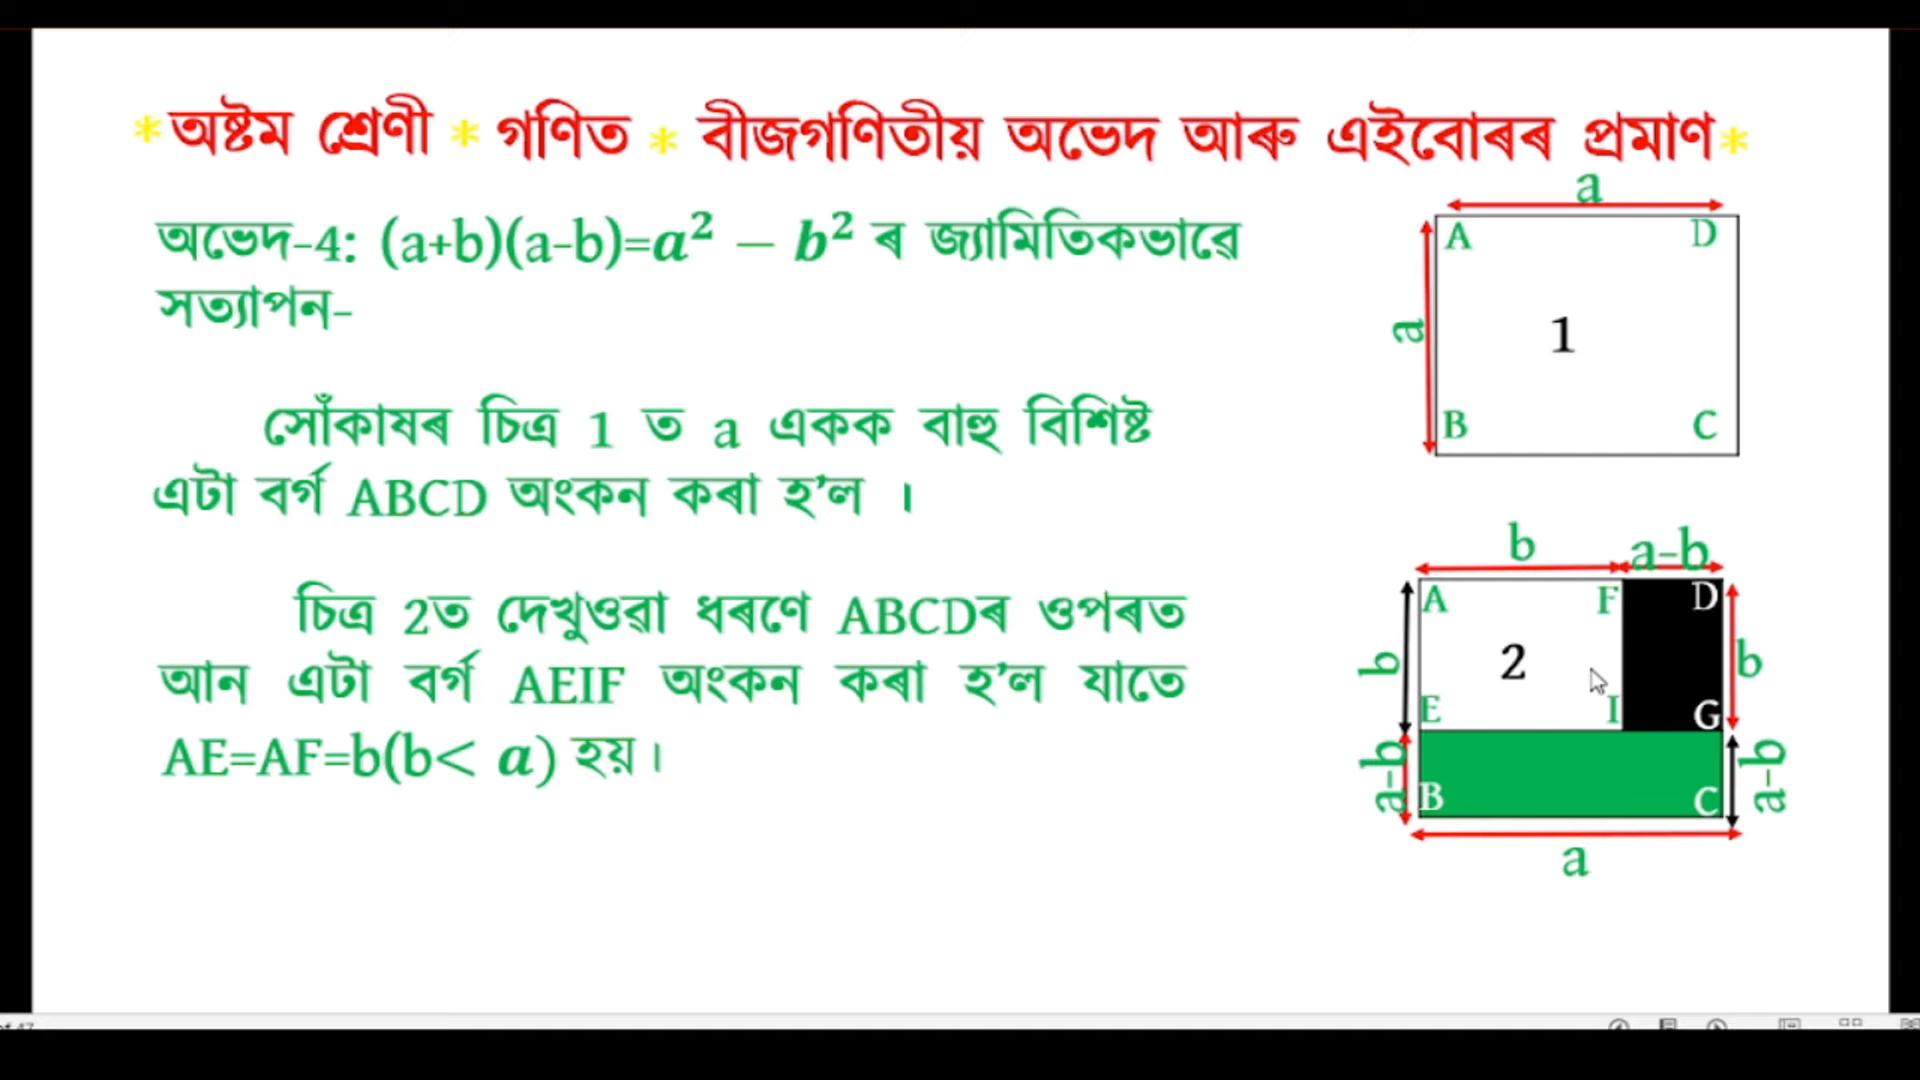 *অষ্টম শ্ৰেণী * গণিত * বীজগণিতীয় অভেদ আৰু এইবোৰৰ প্ৰমাণ*
অভেদ-4: (a+b)(a-b)=a² − b² ৰ জ্যামিতিকভাৱে
সত্যাপন-
সোঁকাষৰ চিত্ৰ 1 ত a একক বাহু বিশিষ্ট
এটা বৰ্গ ABCD অংকন কৰা হ’ল ।
চিত্ৰ 2ত দেখুওৱা ধৰণে ABCDৰ ওপৰত
আন এটা বৰ্গ AEIF অংকন কৰা হ’ল যাতে
AE=AF=b(b< a) হয়।
a
A D
a 1
B C
b a-b
A F D
b 2 b
E I G
a-b B C a-b
a